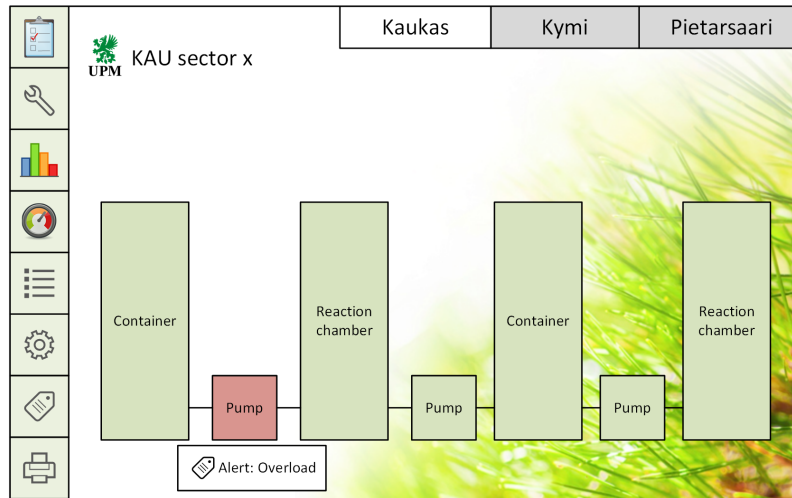 Kaukas
Kymi
Pietarsaari
UPM
KAU sector x
Container
Reaction
chamber
Container
Reaction
chamber
Pump
Pump
Pump
Alert: Overload